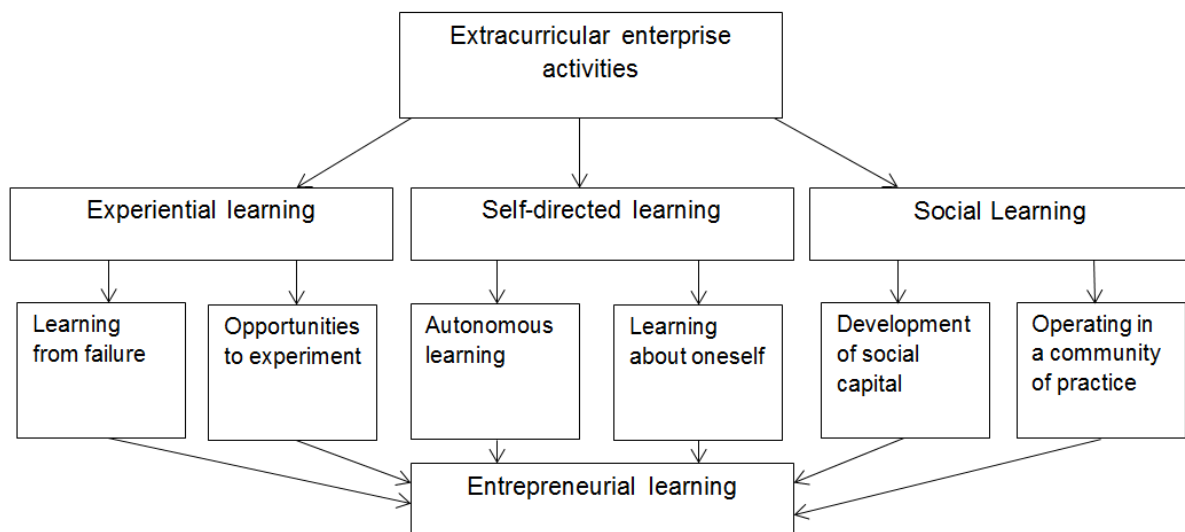 Extracurricular enterprise
activities
Experiential learning
Self-directed learning
Social Learning
Learning
from failure
Opportunities
to experiment
Autonomous
learning
Learning
about oneself
Development
of social
capital
Operating in
a community
of practice
Entrepreneurial learning